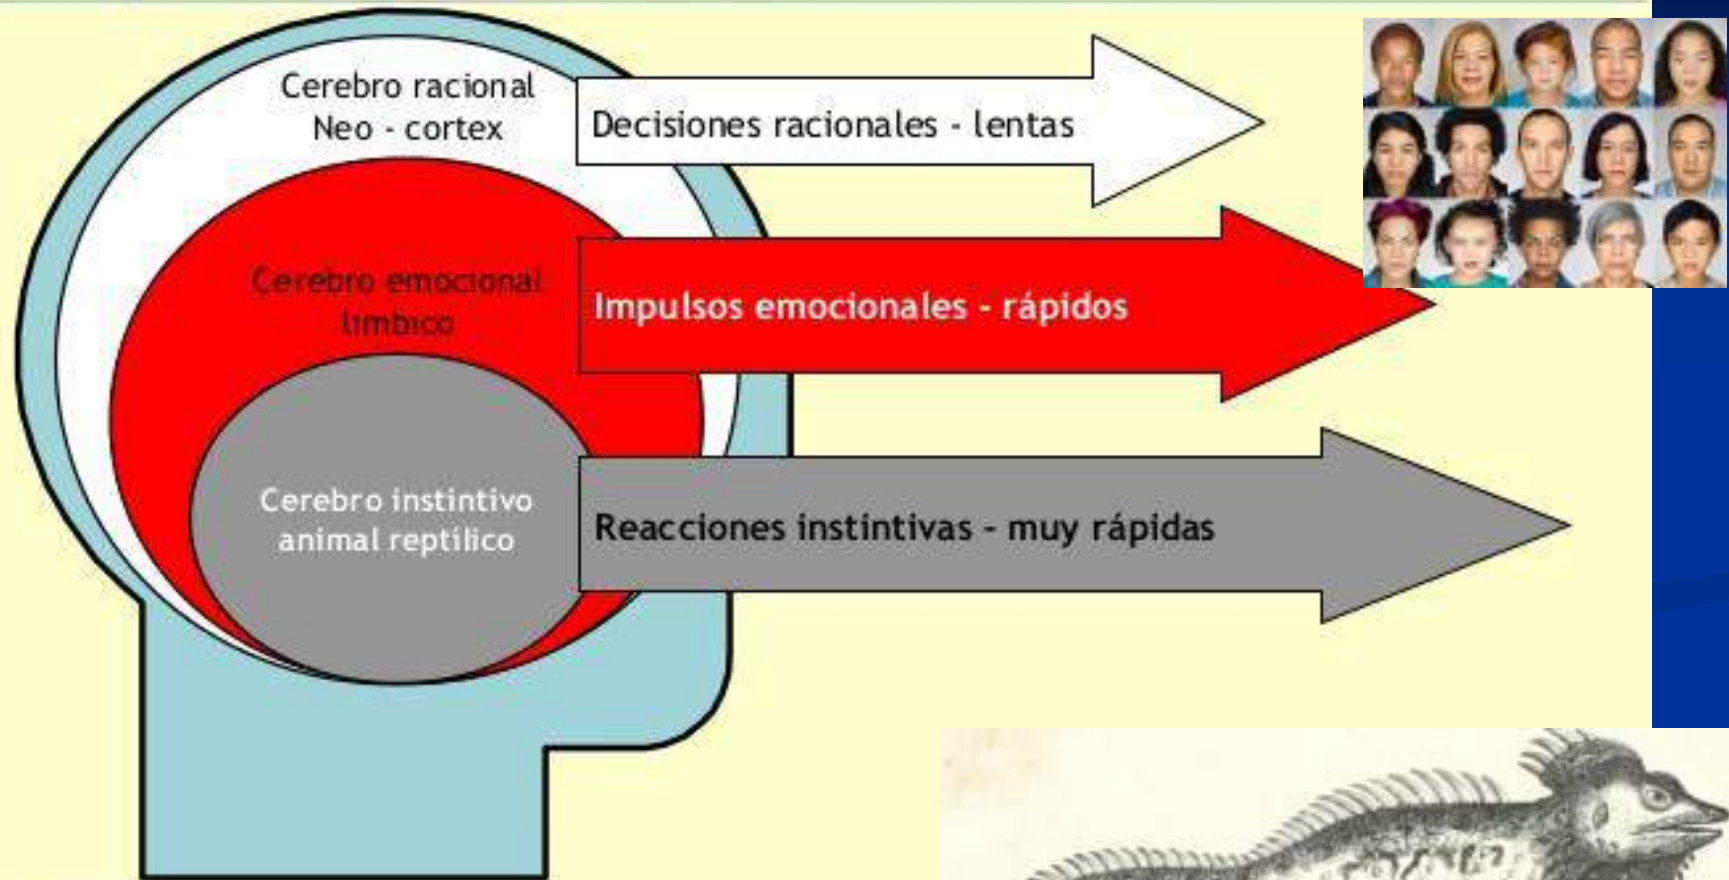 Cerebro racional
Neo - cortex
Decisiones racionales - lentas
Cerebro emocional
límbico
Impulsos emocionales - rápidos
Cerebro instintivo
animal reptílico
Reacciones instintivas - muy rápidas